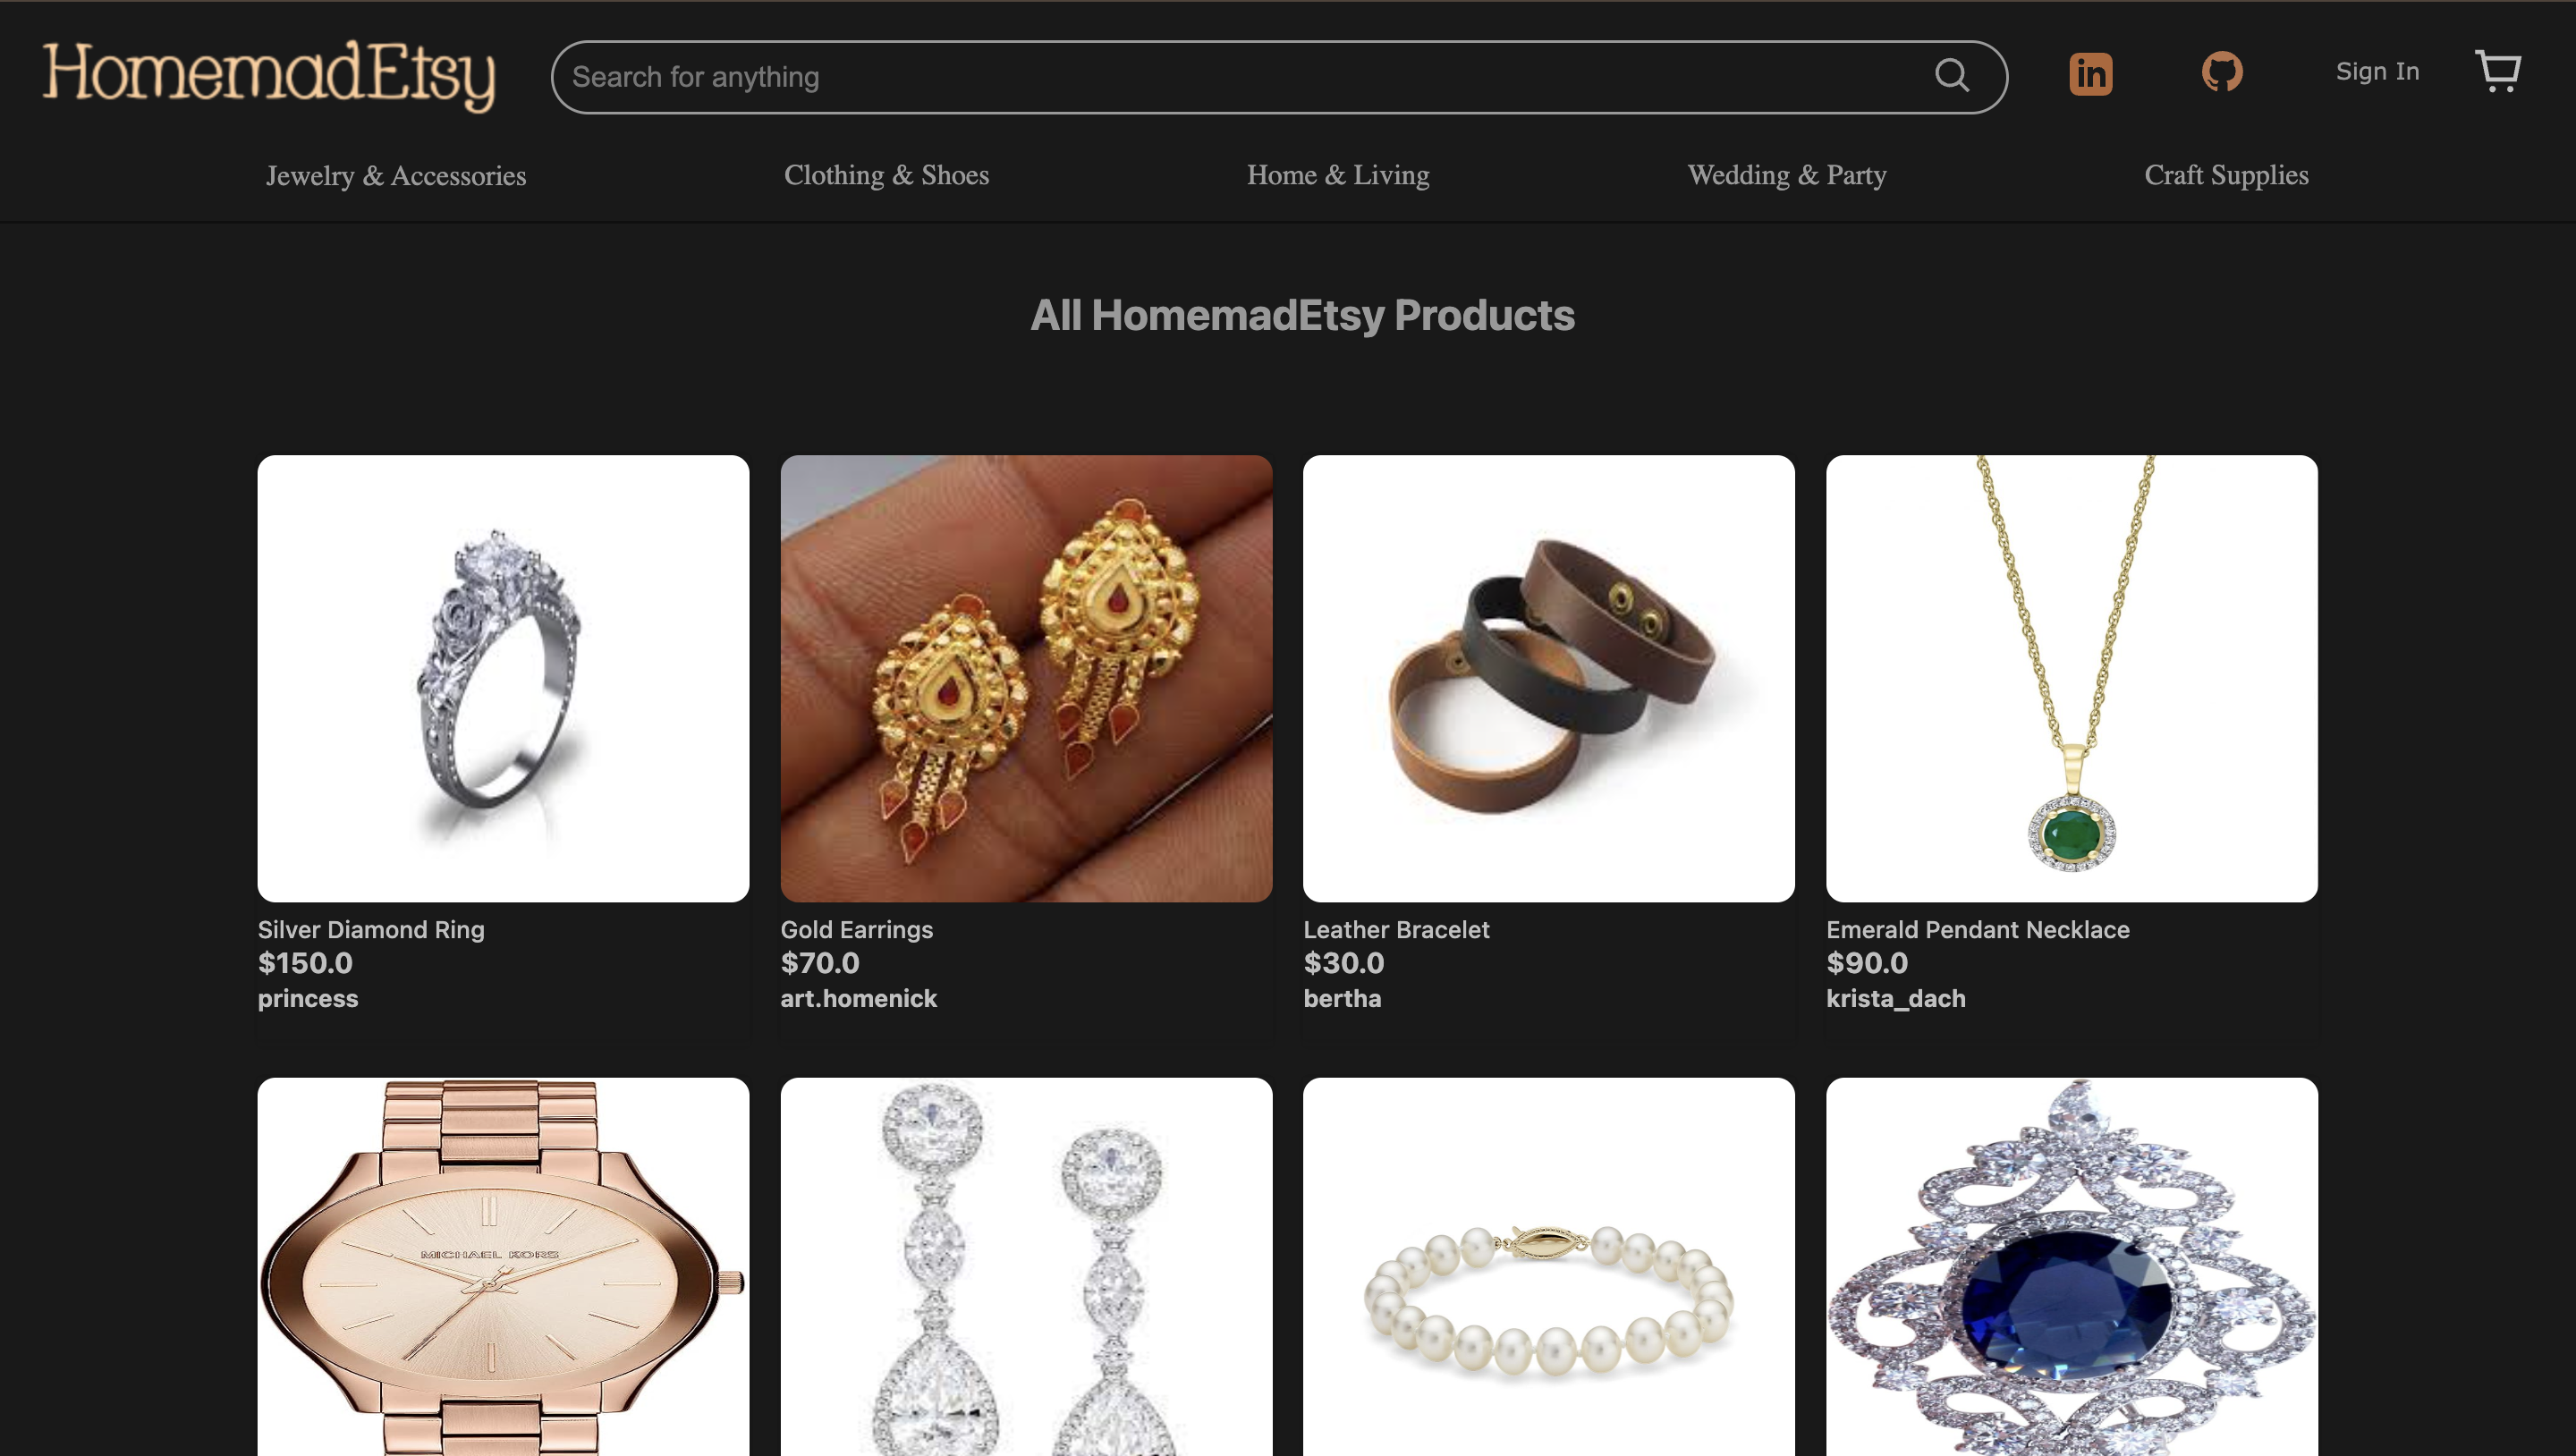 HomemadEtsy
Search for anything
in
Sign In
Jewelry & Accessories
Clothing & Shoes
Home & Living
Wedding & Party
Craft Supplies
All HomemadEtsy Products
Silver Diamond Ring
$150.0
princess
Gold Earrings
$70.0
art.homenick
Leather Bracelet
$30.0
bertha
Emerald Pendant Necklace
$90.0
krista_dach
MICHAEL KORS